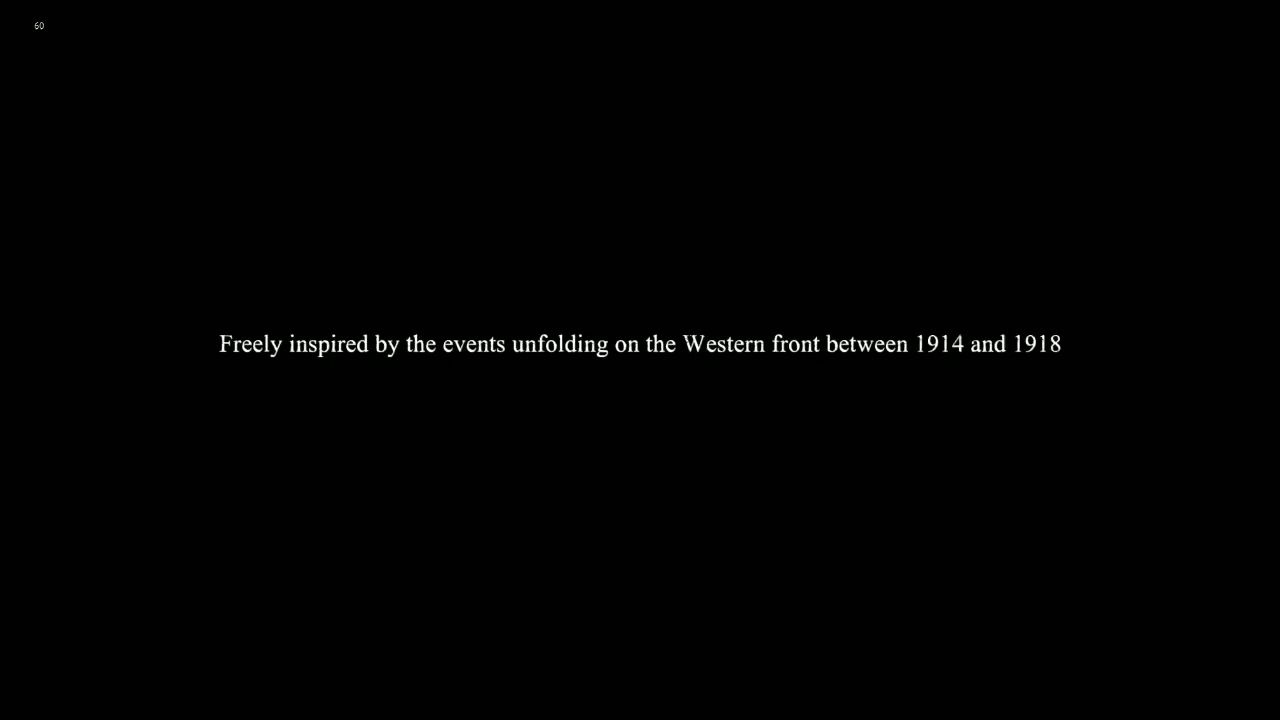 60
Freely inspired by the events unfolding on the Western front between 1914 and 1918